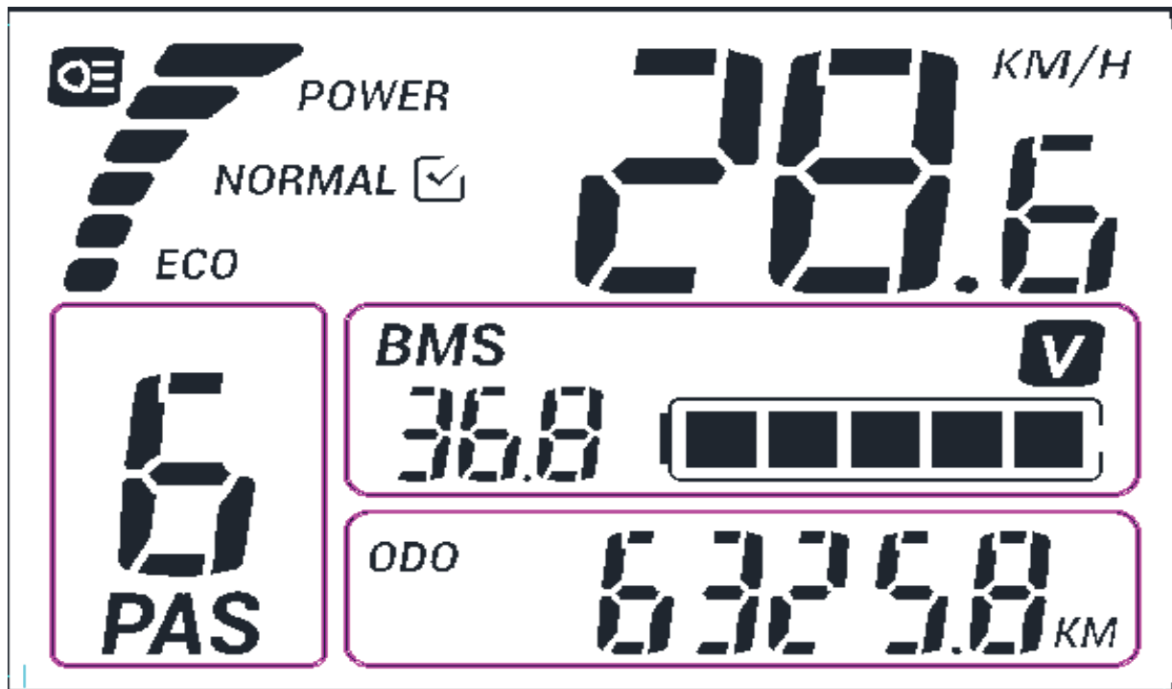 KM/H
28.6
POWER
NORMAL
ECO
6
PAS
BMS
V
36.8
ODO
6325.8 KM